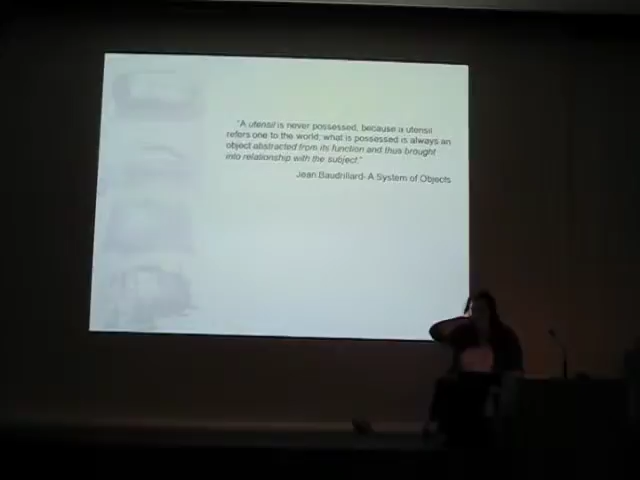 "A utensil is never possessed, because a utensil
refers one to the world; what is possessed is always an
object abstracted from its function and thus brought
into relationship with the subject."
Jean Baudrillard- A System of Objects